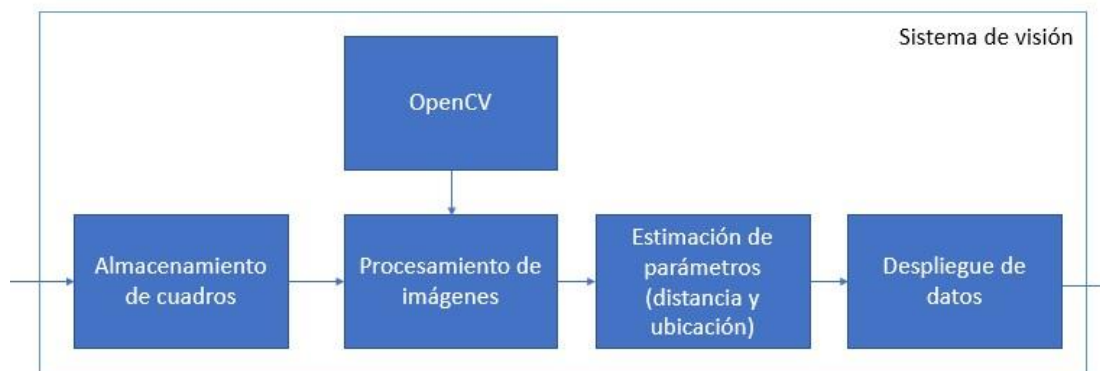 Sistema de visión
OpenCV
Almacenamiento
de cuadros
Procesamiento de
imágenes
Estimación de
parámetros
(distancia y
ubicación)
Despliegue de
datos